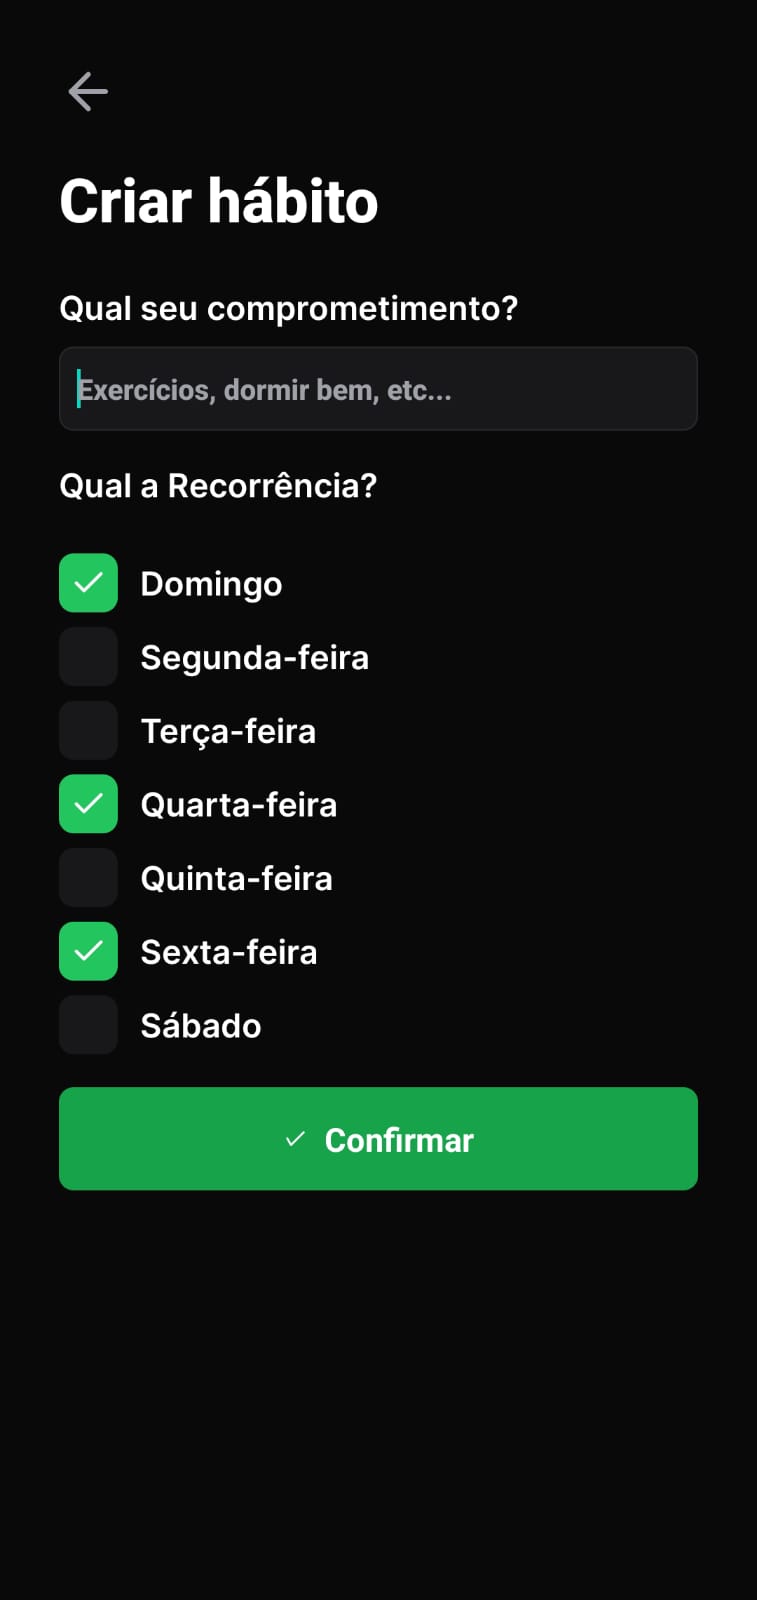 Criar hábito
Qual seu comprometimento?
Exercícios, dormir bem, etc...
Qual a Recorrência?
Domingo
Segunda-feira
Terça-feira
Quarta-feira
Quinta-feira
Sexta-feira
Sábado
Confirmar